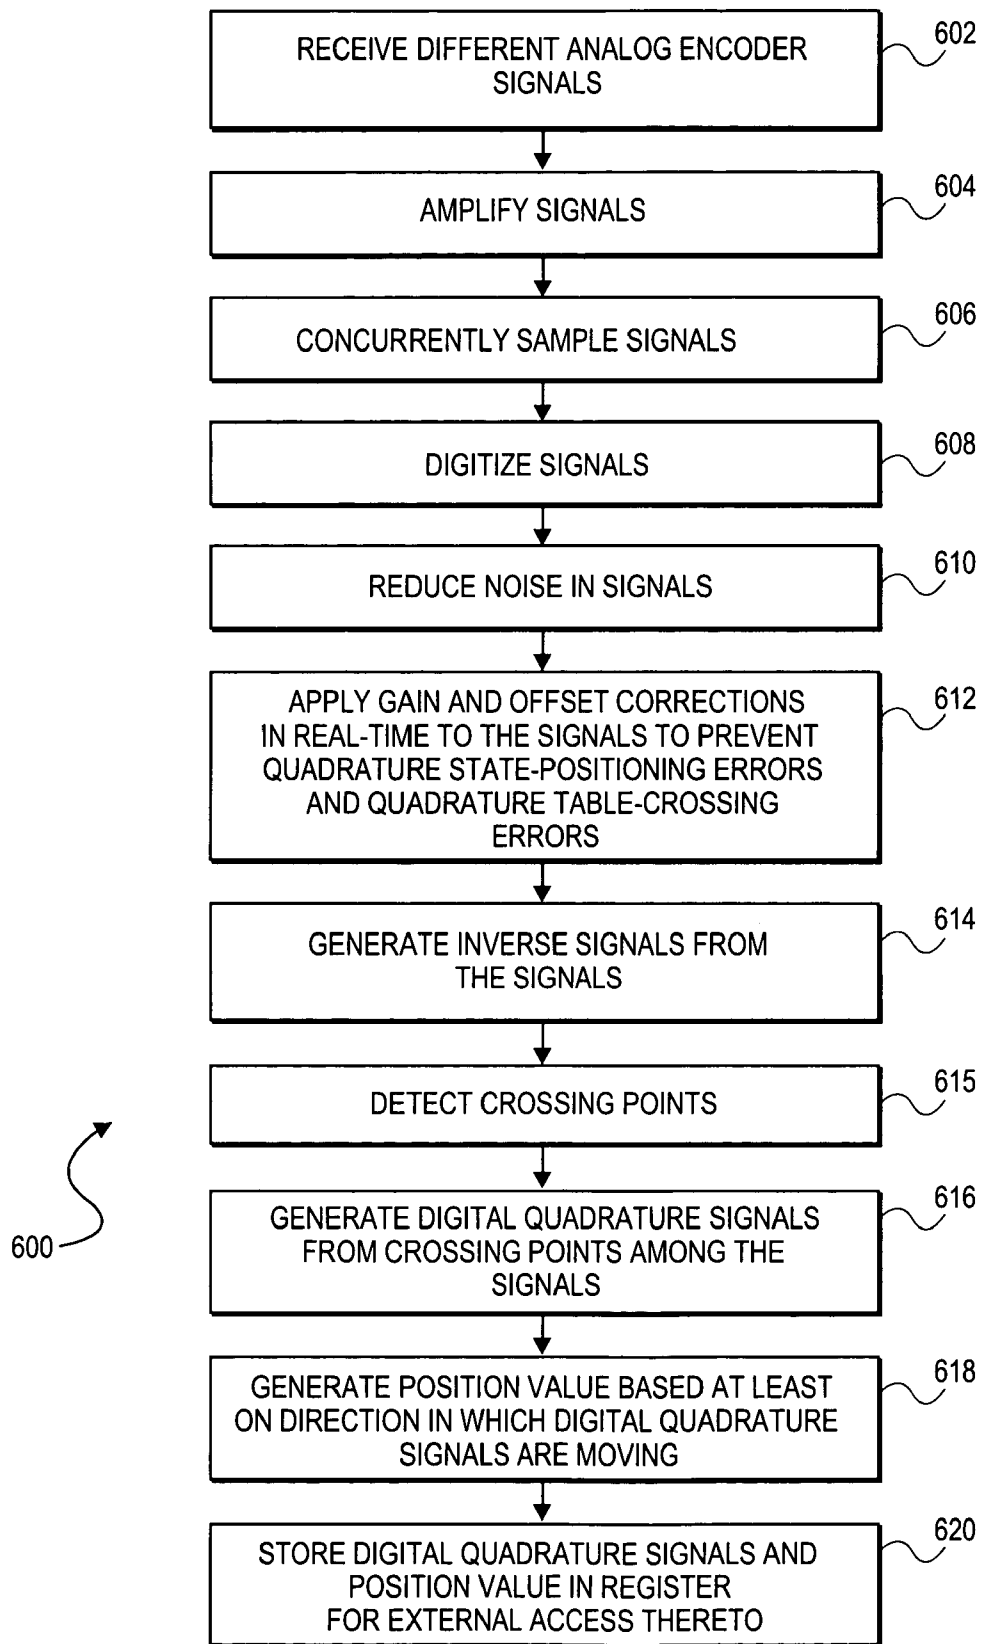 RECEIVE DIFFERENT ANALOG ENCODER
SIGNALS
602
AMPLIFY SIGNALS
604
CONCURRENTLY SAMPLE SIGNALS
606
DIGITIZE SIGNALS
608
REDUCE NOISE IN SIGNALS
610
APPLY GAIN AND OFFSET CORRECTIONS
IN REAL-TIME TO THE SIGNALS TO PREVENT
QUADRATURE STATE-POSITIONING ERRORS
AND QUADRATURE TABLE-CROSSING
ERRORS
612
GENERATE INVERSE SIGNALS FROM
THE SIGNALS
614
DETECT CROSSING POINTS
615
GENERATE DIGITAL QUADRATURE SIGNALS
FROM CROSSING POINTS AMONG THE
SIGNALS
616
600
GENERATE POSITION VALUE BASED AT LEAST
ON DIRECTION IN WHICH DIGITAL QUADRATURE
SIGNALS ARE MOVING
618
STORE DIGITAL QUADRATURE SIGNALS AND
POSITION VALUE IN REGISTER
FOR EXTERNAL ACCESS THERETO
620